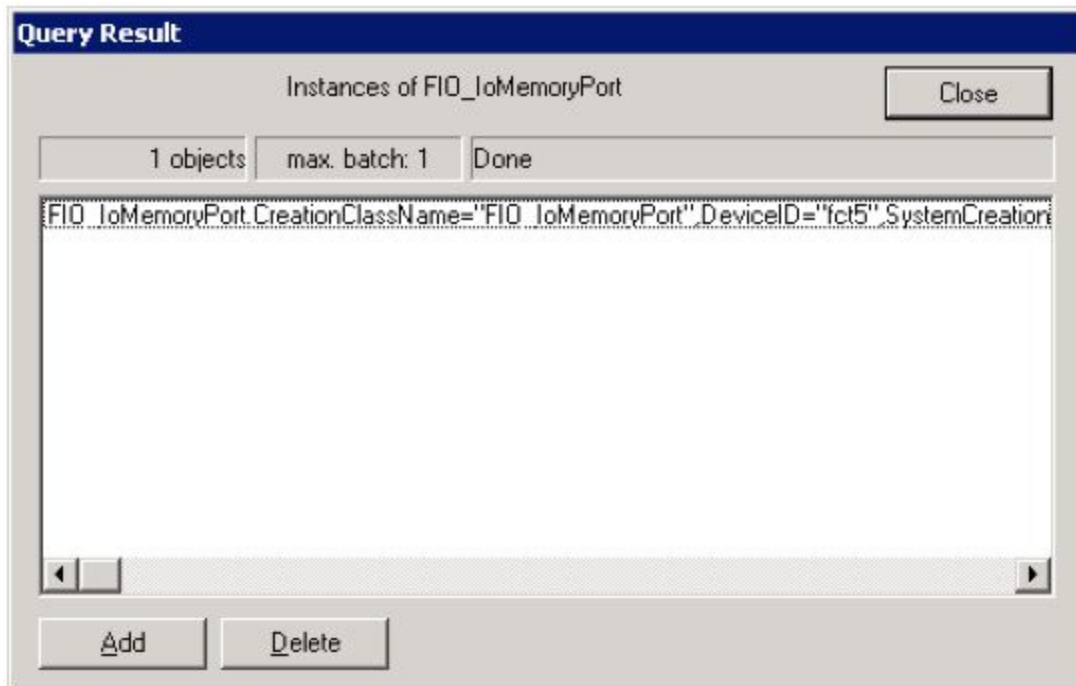 Query Result
Instances of FIO_IoMemoryPort
Close
1 objects
max. batch: 1
Done
FIO_IoMemoryPort.CreationClassName="FIO_IoMemoryPort",DeviceID="fct5",SystemCreation
Add
Delete